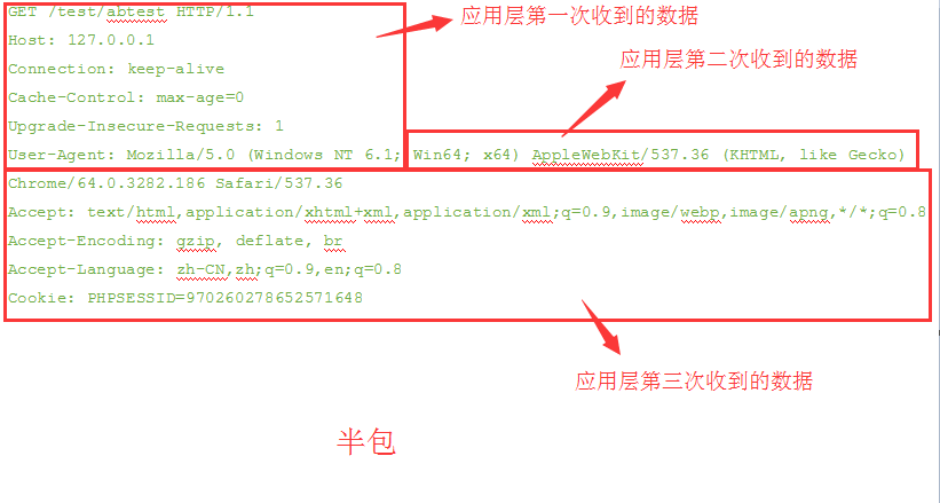 GET /test/abtest HTTP/1.1
应用层第一次收到的数据
Host: 127.0.0.1
应用层第二次收到的数据
Connection: keep-alive
Cache-Control: max-age=0
Upgrade-Insecure-Requests: 1
User-Agent: Mozilla/5.0 (Windows NT 6.1; Win64; x64) AppleWebKit/537.36 (KHTML, like Gecko)
Chrome/64.0.3282.186 Safari/537.36
Accept: text/html,application/xhtml+xml,application/xml;q=0.9,image/webp,image/apng,*/*;q=0.8
Accept-Encoding: gzip, deflate, br
Accept-Language: zh-CN,zh;q=0.9,en;q=0.8
Cookie: PHPSESSID=970260278652571648
应用层第三次收到的数据
半包